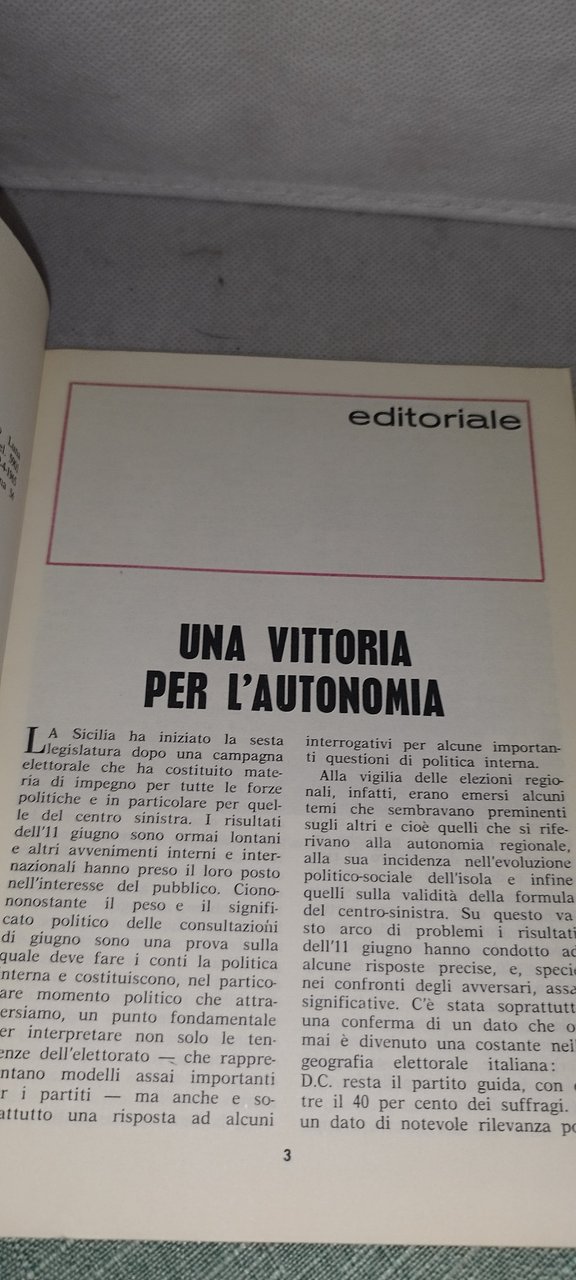 Luna
1965
editoriale
UNA VITTORIA
PER L'AUTONOMIA
LA Sicilia ha iniziato la sesta
legislatura dopo una campagna
elettorale che ha costituito mate-
ria di impegno per tutte le forze
politiche e in particolare per quel-
le del centro sinistra. I risultati
dell'11 giugno sono ormai lontani
e altri avvenimenti interni e inter-
nazionali hanno preso il loro posto
nell'interesse del pubblico. Ciono-
nonostante il peso e il signifi-
cato politico delle consultazioni
di giugno sono una prova sulla
quale deve fare i conti la politica
interna e costituiscono, nel partico-
are momento politico che attra-
ersiamo, un punto fondamentale
er interpretare non solo le ten-
enze dell'elettorato — che rappre-
ntano modelli assai importanti
r i partiti — ma anche e so-
attutto una risposta ad alcuni
interrogativi per alcune importan-
ti questioni di politica interna.
Alla vigilia delle elezioni regio-
nali, infatti, erano emersi alcuni
temi che sembravano preminenti
sugli altri e cioè quelli che si rife-
rivano alla autonomia regionale,
alla sua incidenza nell'evoluzione
politico-sociale dell'isola e infine
quelli sulla validità della formula
del centro-sinistra. Su questo va
sto arco di problemi i risultati
dell'11 giugno hanno condotto ad
alcune risposte precise, e, specie
nei confronti degli avversari, assa
significative. C'è stata soprattutt
una conferma di un dato che o
mai è divenuto una costante nel
geografia elettorale italiana:
D.C. resta il partito guida, con
tre il 40 per cento dei suffragi.
un dato di notevole rilevanza po
3